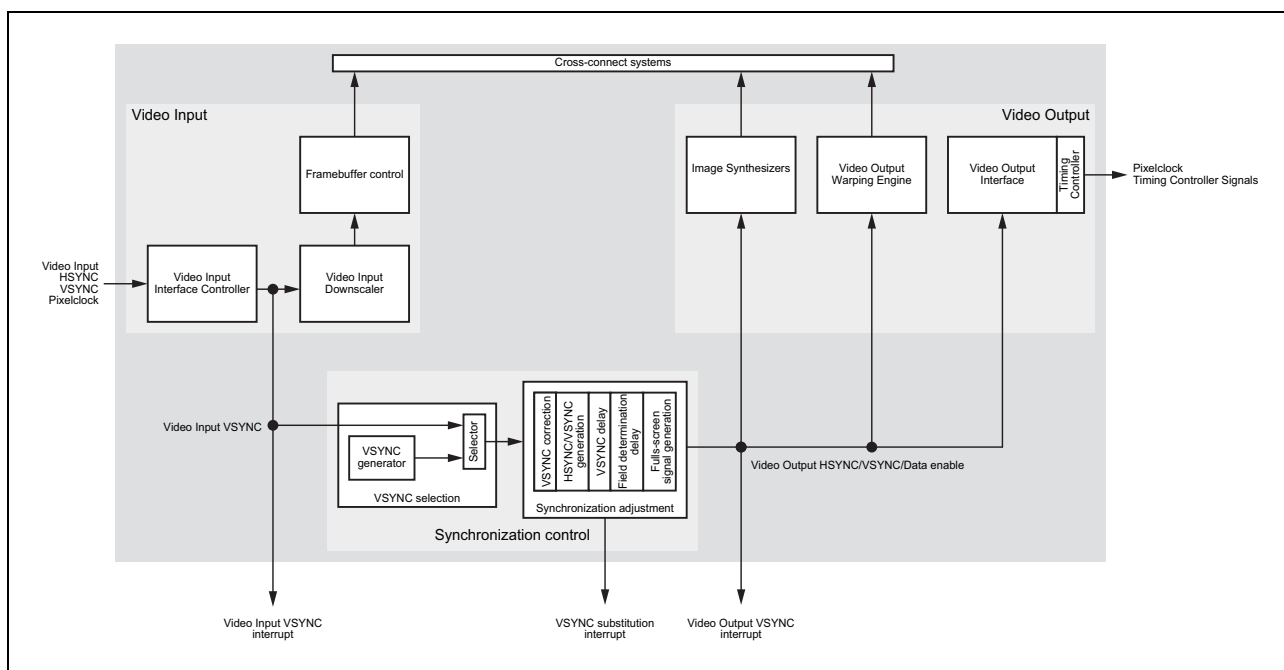 Cross-connect systems
Video Input
Framebuffer control
Video Input
HSYNC
VSYNC
Pixelclock
Video Input
Interface Controller
Video Input
Downscaler
Video Output
Image Synthesizers
Video Output
Warping Engine
Video Output
Interface
Timing
Controller
Pixelclock
Timing Controller Signals
Video Input VSYNC
VSYNC
generator
Selector
VSYNC selection
VSYNC correction
HSYNC/VSYNC
generation
VSYNC delay
Field determination
delay
Fulls-screen
signal generation
Synchronization adjustment
Synchronization control
Video Output HSYNC/VSYNC/Data enable
Video Input VSYNC
interrupt
VSYNC substitution
interrupt
Video Output VSYNC
interrupt